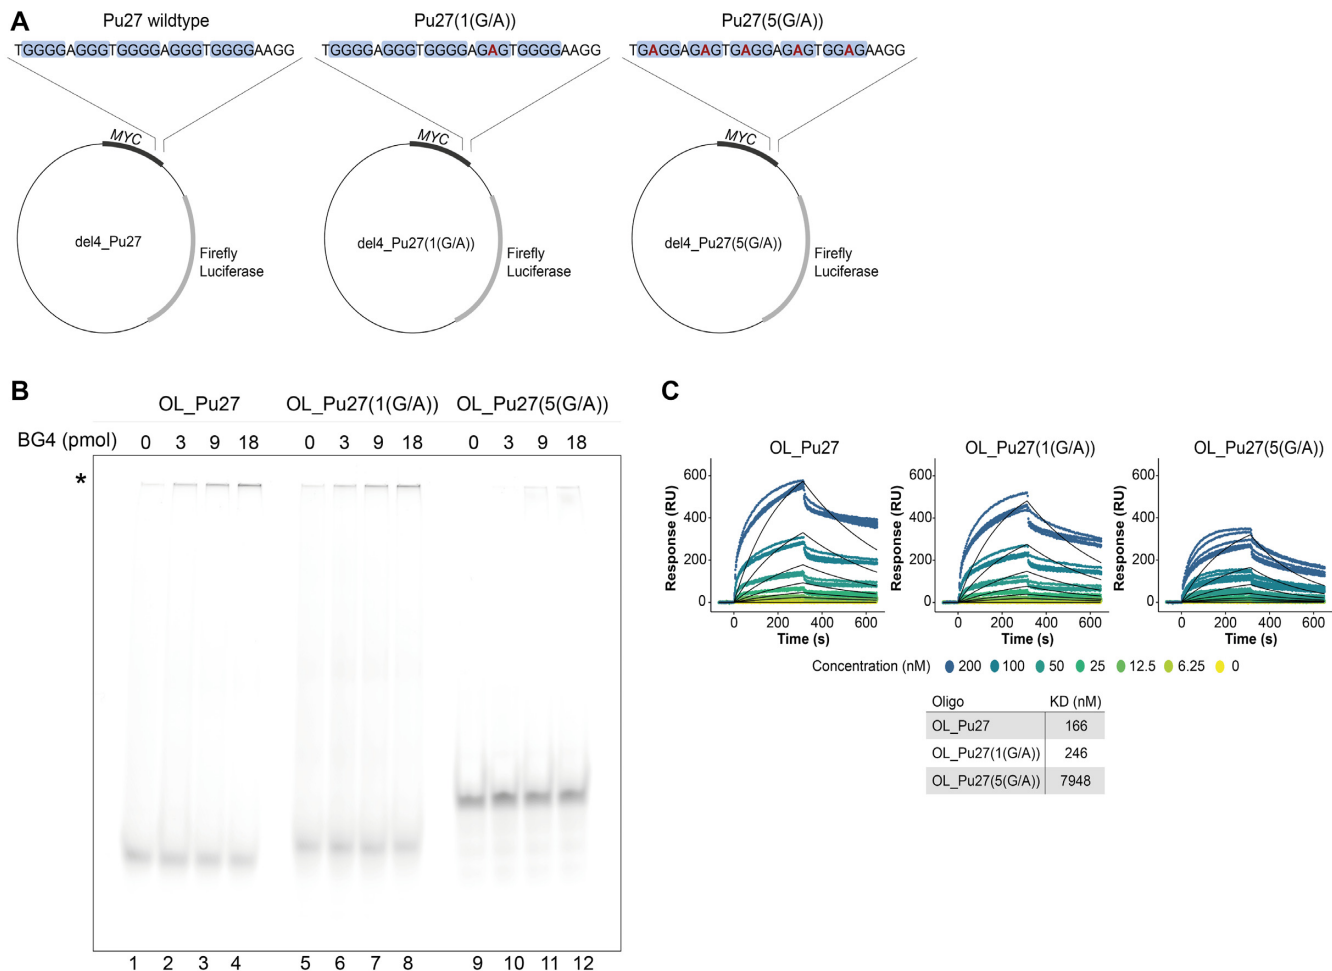 A
Pu27 wildtype
Pu27(1(G/A))
Pu27(5(G/A))
TGGGGAGGGTGGGGAGGGTGGGGAAGG
TGGGGAGGGTGGGGAGAGTGGGGAAGG
TGAGGAGAGTGAGGAGAGTGGAGAAGG
MYC
MYC
MYC
del4_Pu27
del4_Pu27(1(G/A))
del4_Pu27(5(G/A))
Firefly
Luciferase
Firefly
Luciferase
Firefly
Luciferase
B
OL_Pu27
OL_Pu27(1(G/A))
OL_Pu27(5(G/A))
BG4 (pmol)
0 3 9 18
0 3 9 18
0 3 9 18
*
1 2 3 4 5 6 7 8 9 10 11 12
C
OL_Pu27
OL_Pu27(1(G/A))
OL_Pu27(5(G/A))
Response (RU)
600
400
200
0
0 200 400 600
Time (s)
Response (RU)
600
400
200
0
0 200 400 600
Time (s)
Response (RU)
600
400
200
0
0 200 400 600
Time (s)
Concentration (nM) 200 100 50 25 12.5 6.25 0
Oligo KD (nM)
OL_Pu27 166
OL_Pu27(1(G/A)) 246
OL_Pu27(5(G/A)) 7948